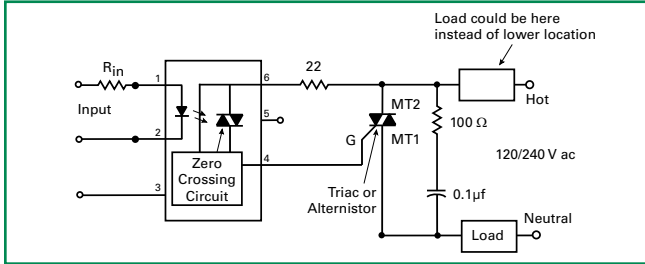 Load could be here
instead of lower location
Rin
1
6
22
Hot
Input
MT2
5
100 Ω
2
G
MT1
120/240 V ac
4
Zero
Crossing
Circuit
3
Triac or
Alternistor
0.1µf
Neutral
Load